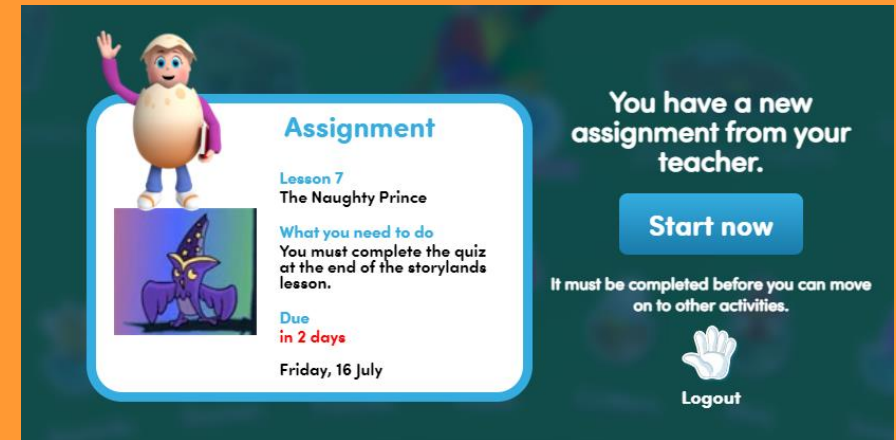 Assignment
Lesson 7
The Naughty Prince
What you need to do
You must complete the quiz
at the end of the storylands
lesson.
Due
in 2 days
Friday, 16 July
You have a new
assignment from your
teacher.
Start now
It must be completed before you can move
on to other activities.
Logout